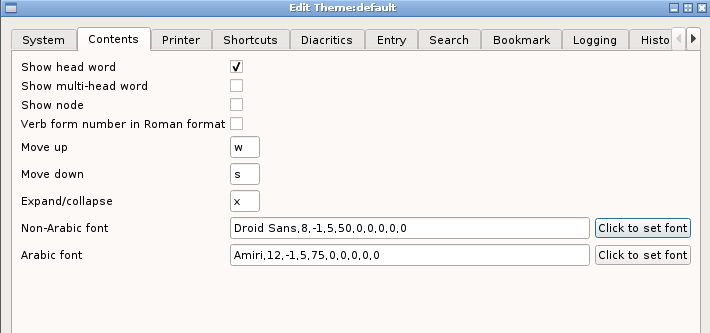 Edit Theme:default
System Contents Printer Shortcuts Diacritics Entry Search Bookmark Logging Histo
Show head word
Show multi-head word
Show node
Verb form number in Roman format
Move up w
Move down s
Expand/collapse x
Non-Arabic font Droid Sans,8,-1,5,50,0,0,0,0,0 Click to set font
Arabic font Amiri,12,-1,5,75,0,0,0,0,0 Click to set font